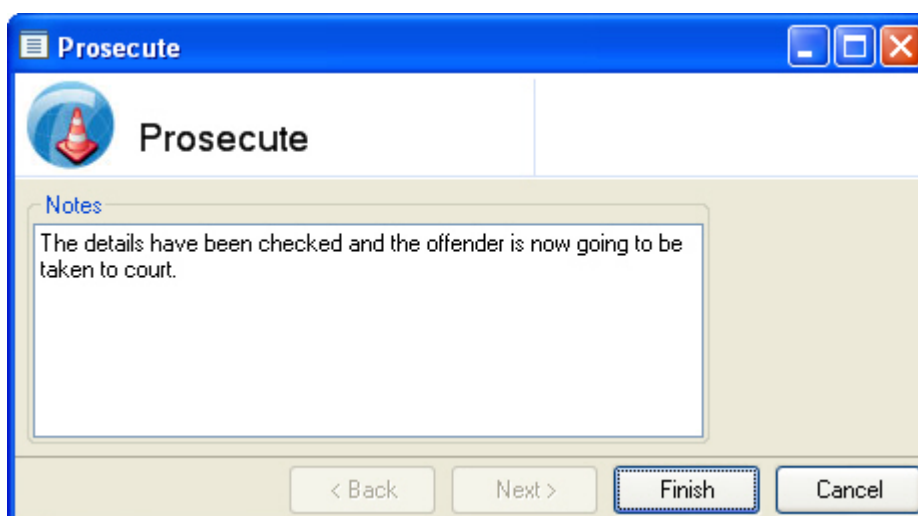 Prosecute
Prosecute
Notes
The details have been checked and the offender is now going to be
taken to court.
< Back
Next >
Finish
Cancel